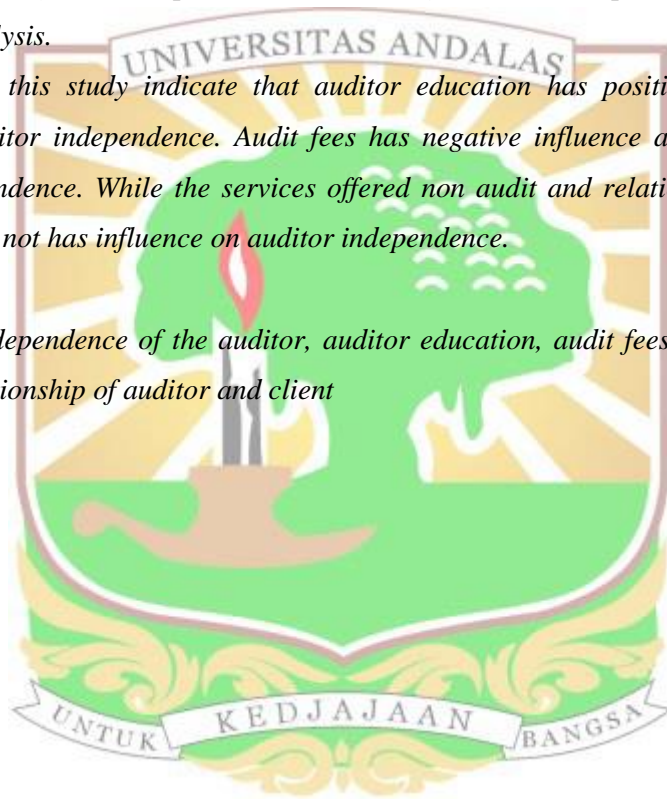 lysis.
UNIVERSITAS ANDALAS
this study indicate that auditor education has positi
itor independence. Audit fees has negative influence a
ndence. While the services offered non audit and relati
not has influence on auditor independence.
dependence of the auditor, auditor education, audit fees
ionship of auditor and client
UNTUK KEDJAJAAN BANGSA